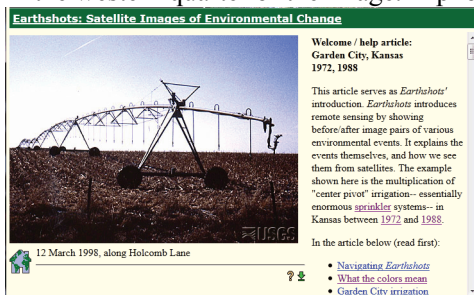 Earthshots: Satellite Images of Environmental Change
Welcome / help article:
Garden City, Kansas
1972, 1988
This article serves as Earthshots'
introduction. Earthshots introduces
remote sensing by showing
before/after image pairs of various
environmental events. It explains the
events themselves, and how we see
them from satellites. The example
shown here is the multiplication of
"center pivot" irrigation-- essentially
enormous sprinkler systems-- in
Kansas between 1972 and 1988.
In the article below (read first):
Navigating Earthshots
What the colors mean
Garden City irrigation
USGS
12 March 1998, along Holcomb Lane
?